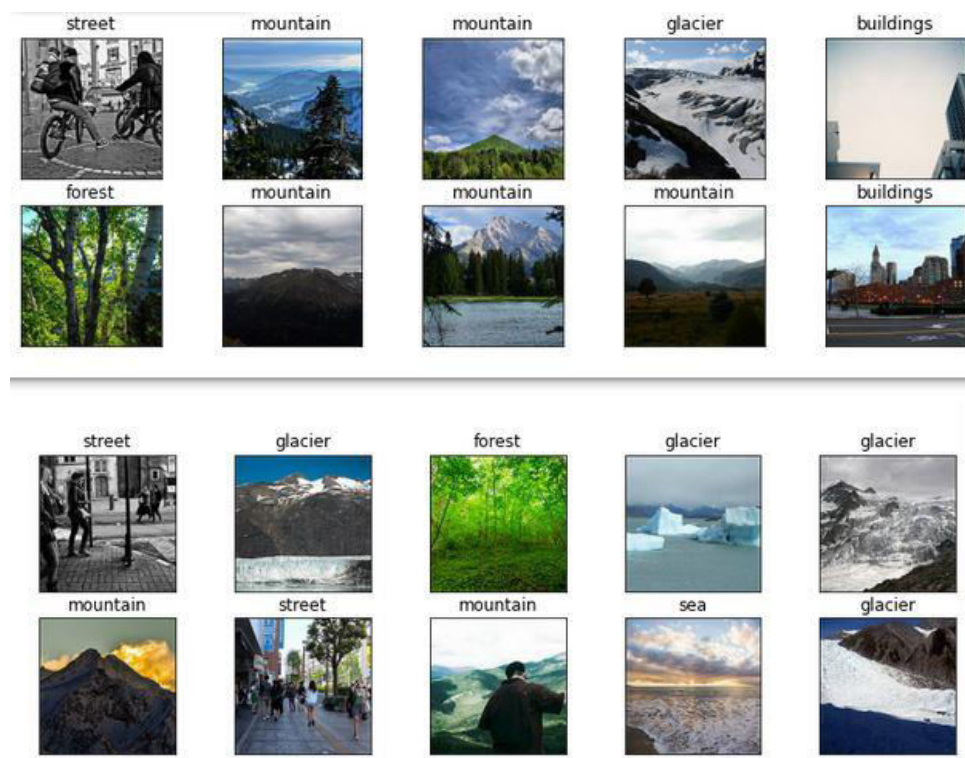 street mountain mountain glacier buildings
forest mountain mountain mountain buildings
street glacier forest glacier glacier
mountain street mountain sea glacier